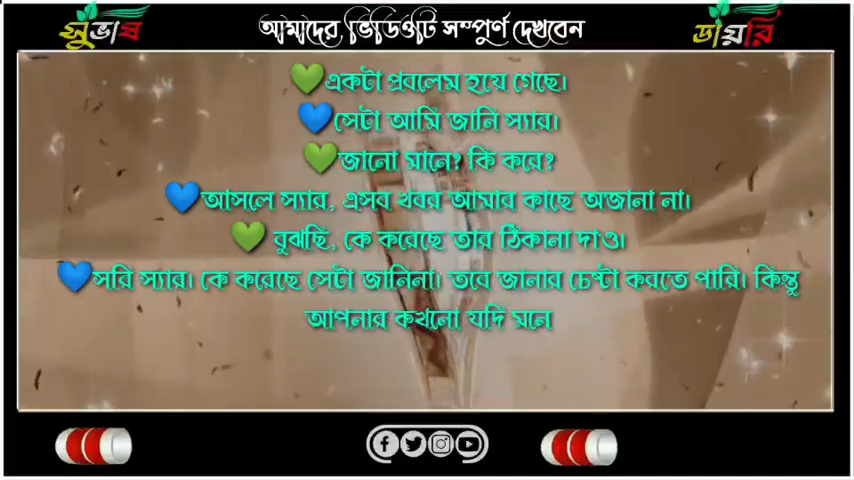 সুভাষ
আমাদের ভিডিওটি সম্পুর্ণ দেখবেন
ডায়রি
💚একটা প্রবলেম হয়ে গেছে।
💙সেটা আমি জানি স্যার।
💚জানো মানে? কি করে?
💙আসলে স্যার, এসব খবর আমার কাছে অজানা না।
💚 বুঝছি, কে করেছে তার ঠিকানা দাও।
💙সরি স্যার। কে করেছে সেটা জানিনা। তবে জানার চেষ্টা করতে পারি। কিন্তু
আপনার কখনো যদি মনে